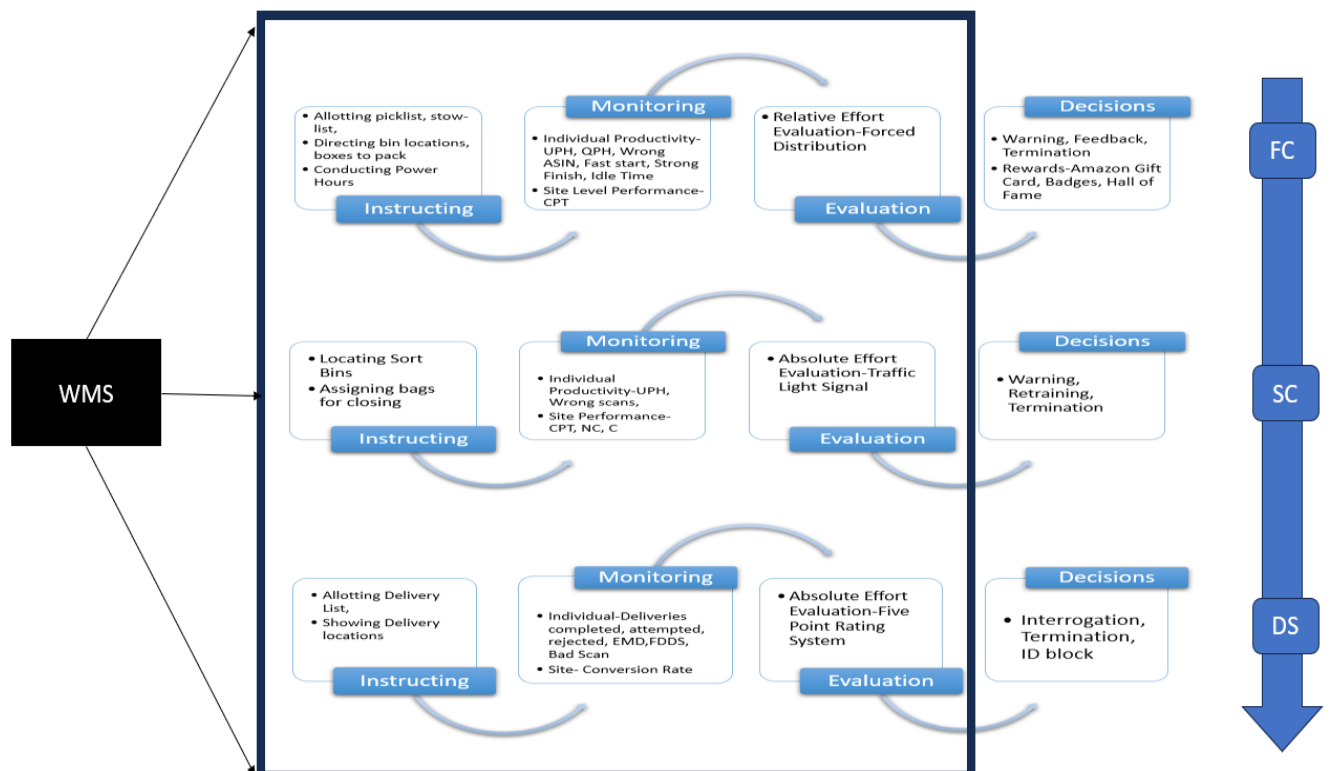 WMS
• Allotting picklist, stow-
list,
• Directing bin locations,
boxes to pack
• Conducting Power
Hours
Instructing
Monitoring
• Individual Productivity-
UPH, QPH, Wrong
ASIN, Fast start, Strong
Finish, Idle Time
• Site Level Performance-
CPT
• Relative Effort
Evaluation-Forced
Distribution
Evaluation
Decisions
• Warning, Feedback,
Termination
• Rewards-Amazon Gift
Card, Badges, Hall of
Fame
FC
• Locating Sort
Bins
• Assigning bags
for closing
Instructing
Monitoring
• Individual
Productivity-UPH,
Wrong scans,
• Site Performance-
CPT, NC, C
• Absolute Effort
Evaluation-Traffic
Light Signal
Evaluation
Decisions
• Warning,
Retraining,
Termination
SC
• Allotting Delivery
List,
• Showing Delivery
locations
Instructing
Monitoring
• Individual-Deliveries
completed, attempted,
rejected, EMD,FDDS,
Bad Scan
• Site- Conversion Rate
• Absolute Effort
Evaluation-Five
Point Rating
System
Evaluation
Decisions
• Interrogation,
Termination,
ID block
DS